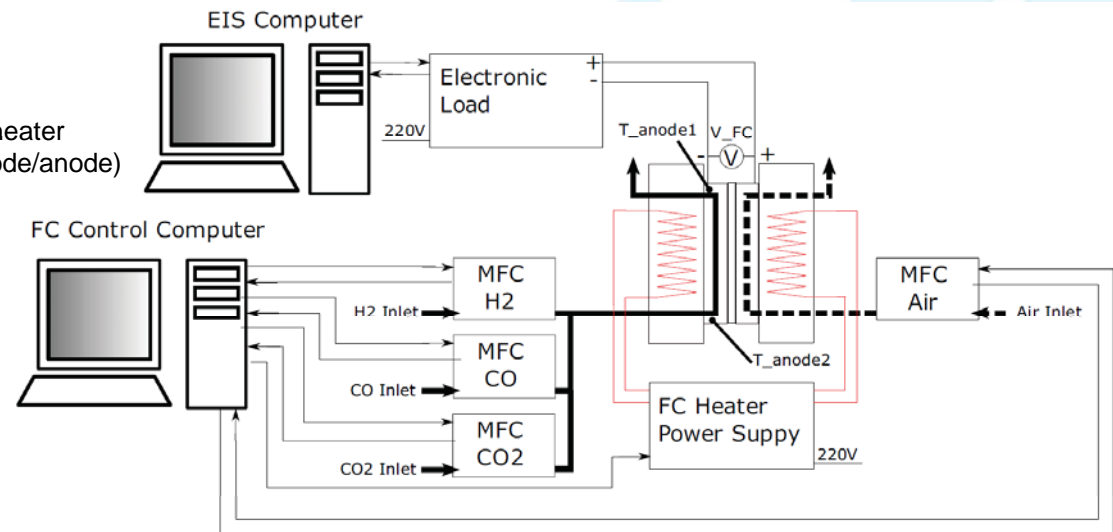 EIS Computer
Electronic
Load
+
-
220V
eater
ode/anode)
T_anode1
V_FC
-
V
+
FC Control Computer
MFC
H2
H2 Inlet
MFC
Air
Air Inlet
MFC
CO
CO Inlet
T_anode2
MFC
CO2
CO2 Inlet
FC Heater
Power Suppy
220V